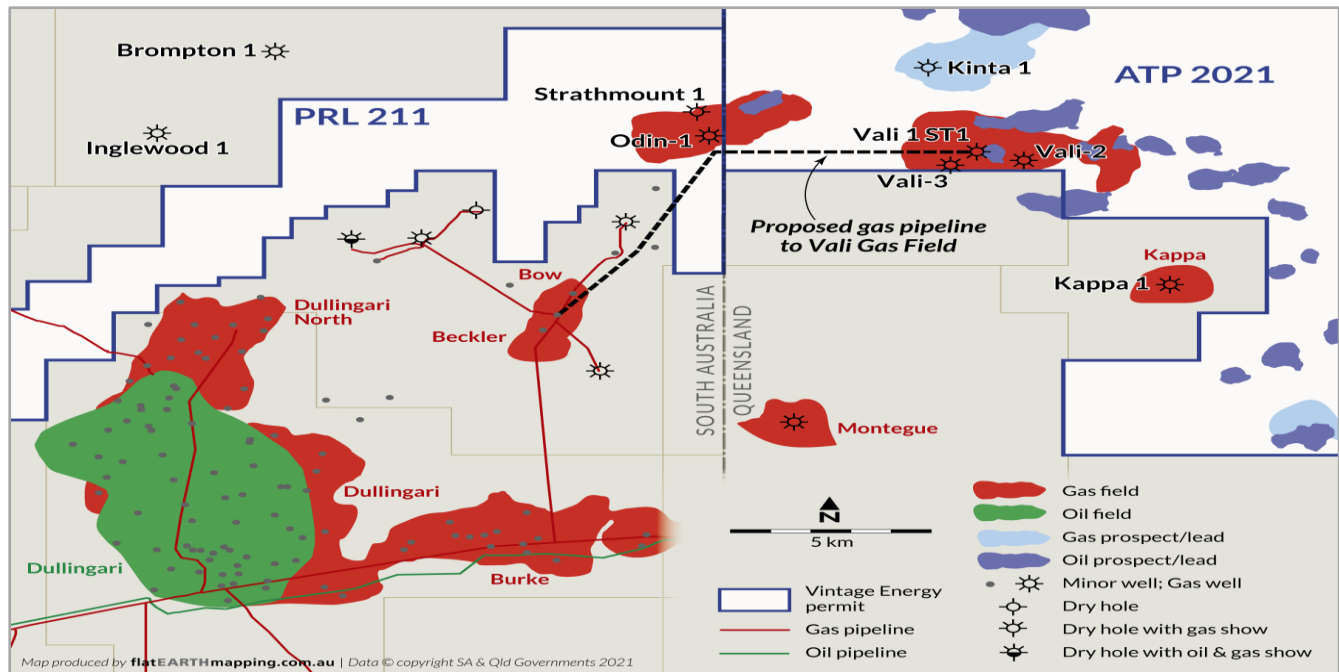 Brompton 1
Kinta 1
ATP 2021
Strathmount 1
PRL 211
Odin-1
Vali 1 ST1
Vali-2
Inglewood 1
Vali-3
Proposed gas pipeline
to Vali Gas Field
Kappa
Kappa 1
Bow
Dullingari
North
Beckler
SOUTH AUSTRALIA
QUEENSLAND
Montegue
Dullingari
Dullingari
Burke
N
5 km
Vintage Energy
permit
Gas pipeline
Oil pipeline
Gas field
Oil field
Gas prospect/lead
Oil prospect/lead
Minor well; Gas well
Dry hole
Dry hole with gas show
Dry hole with oil & gas show
Map produced by flatEARTHmapping.com.au | Data © copyright SA & Qld Governments 2021